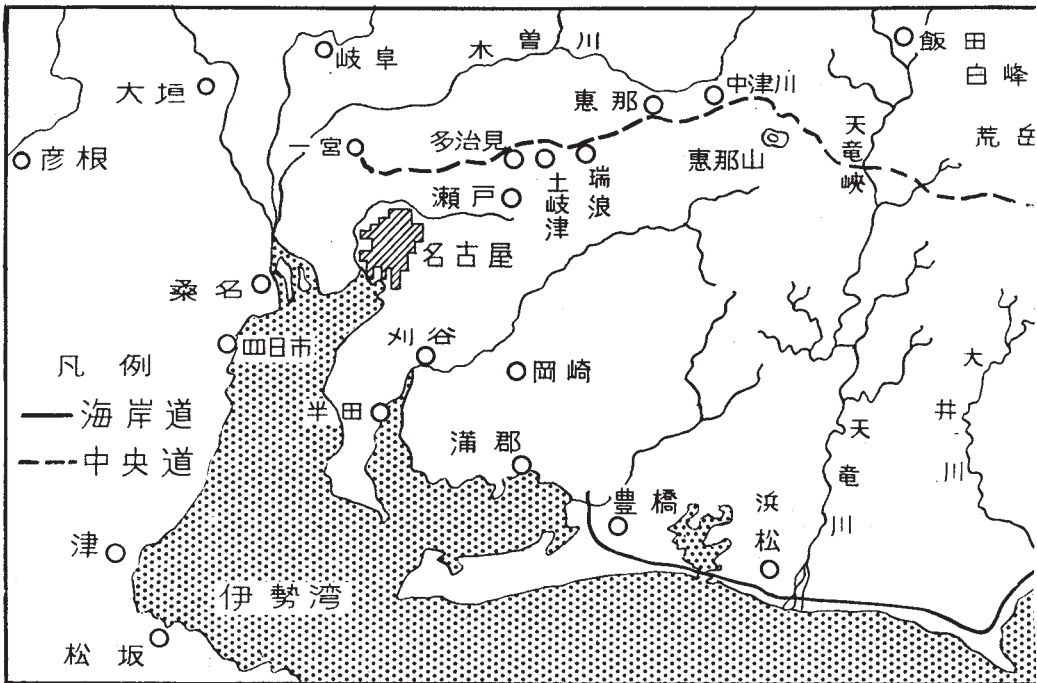 岐阜
木曽川
飯田
白峰
大垣
恵那
中津川
荒岳
彦根
一宮
多治見
土岐津
瑞浪
恵那山
天竜峡
瀬戸
名古屋
桑名
四日市
刈谷
岡崎
大井川
凡例
海岸道
中央道
半田
蒲郡
天竜川
豊橋
浜松
津
伊勢湾
松坂